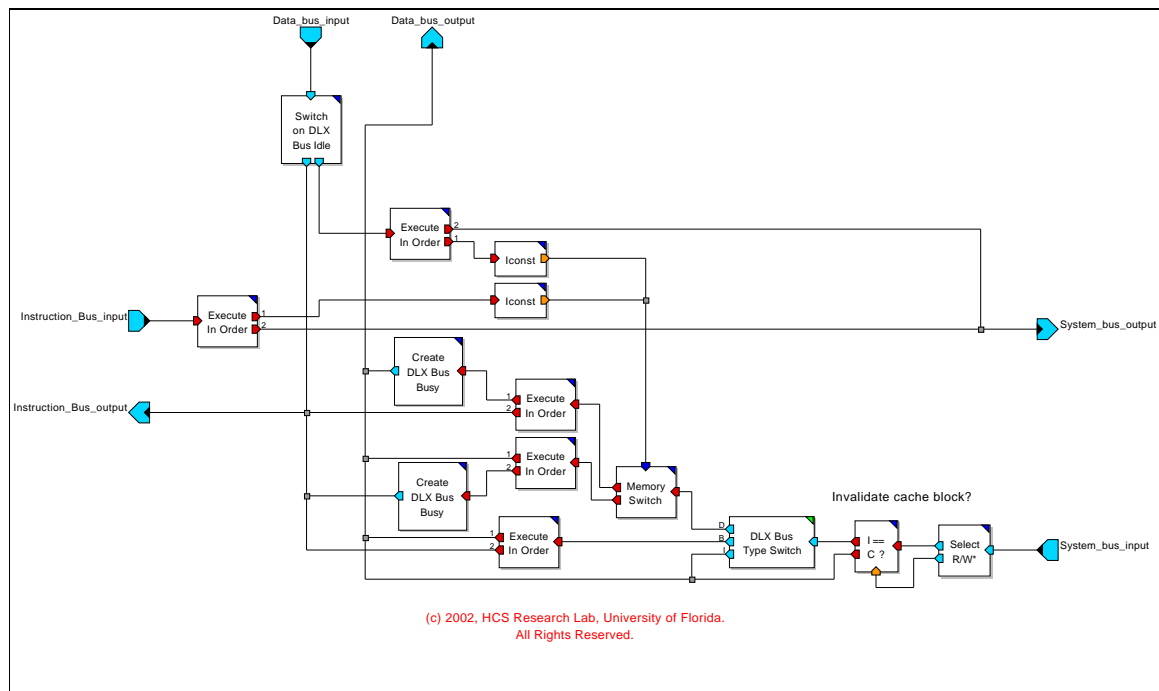 Data_bus_input
Data_bus_output
Switch
on DLX
Bus Idle
Execute
In Order
2
1
Iconst
Iconst
Instruction_Bus_input
Execute
In Order
1
2
System_bus_output
Create
DLX Bus
Busy
Instruction_Bus_output
1
2
Execute
In Order
1
2
Execute
In Order
Create
DLX Bus
Busy
Memory
Switch
Invalidate cache block?
1
2
Execute
In Order
D
B
I
DLX Bus
Type Switch
I ==
C ?
Select
R/W*
System_bus_input
(c) 2002, HCS Research Lab, University of Florida.
All Rights Reserved.